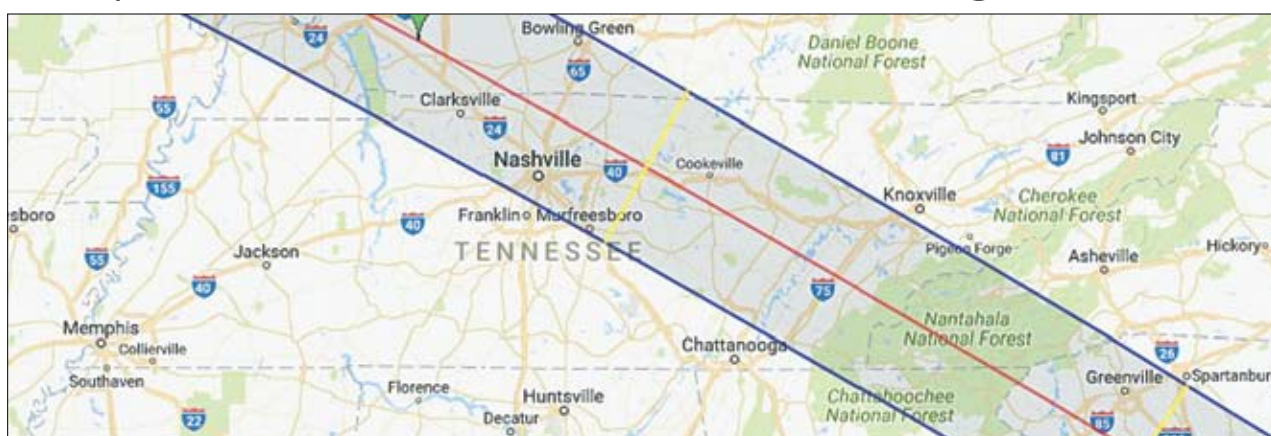 24
Bowling Green
Daniel Boone
National Forest
65
55
Clarksville
24
Kingsport
Johnson City
81
Nashville
40
Cookeville
155
Knoxville
Cherokee
National Forest
esboro
Franklin
Murfreesboro
40
Pigeon Forge
Hickory
TENNESSEE
Jackson
55
Asheville
40
75
Nantahala
National Forest
Memphis
Collierville
Chattanooga
26
Southaven
Greenville
Spartanbur
Florence
Huntsville
Chattahoochee
National Forest
22
Decatur
85